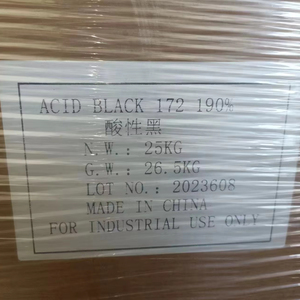 ACID BLACK 172 190%
酸性黑
N.W.: 25KG
G.W.: 26.5KG
LOT NO.: 2023608
MADE IN CHINA
FOR INDUSTRIAL USE ONLY